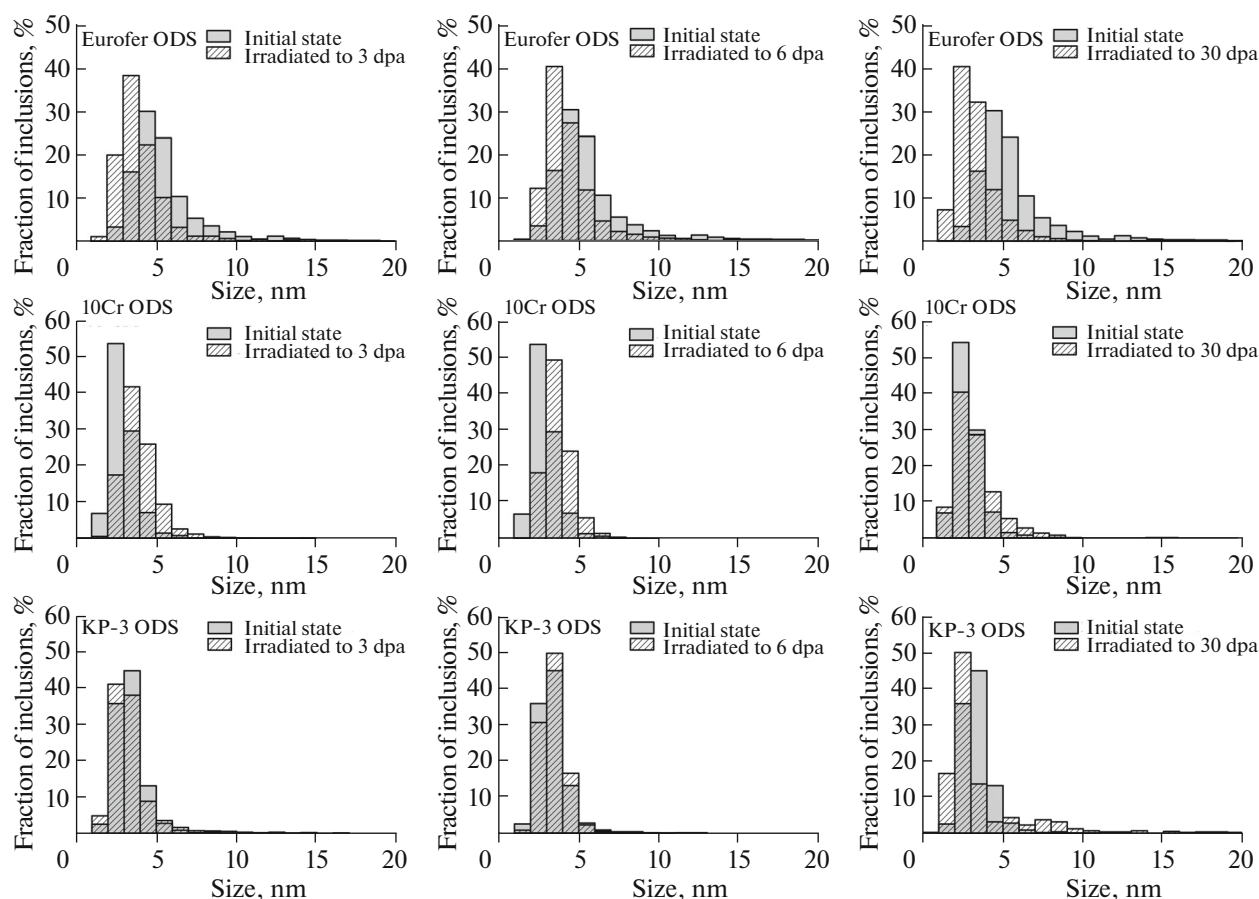 50
Eurofer ODS
Initial state
Irradiated to 3 dpa
40
30
20
10
0
5
10
15
20
Size, nm
Fraction of inclusions, %
50
Eurofer ODS
Initial state
Irradiated to 6 dpa
40
30
20
10
0
5
10
15
20
Size, nm
Fraction of inclusions, %
50
Eurofer ODS
Initial state
Irradiated to 30 dpa
40
30
20
10
0
5
10
15
20
Size, nm
Fraction of inclusions, %
10Cr ODS
60
Initial state
Irradiated to 3 dpa
50
40
30
20
10
0
5
10
15
20
Size, nm
Fraction of inclusions, %
10Cr ODS
60
Initial state
Irradiated to 6 dpa
50
40
30
20
10
0
5
10
15
20
Size, nm
Fraction of inclusions, %
10Cr ODS
60
Initial state
Irradiated to 30 dpa
50
40
30
20
10
0
5
10
15
20
Size, nm
Fraction of inclusions, %
60
KP-3 ODS
Initial state
Irradiated to 3 dpa
50
40
30
20
10
0
5
10
15
20
Size, nm
Fraction of inclusions, %
60
KP-3 ODS
Initial state
Irradiated to 6 dpa
50
40
30
20
10
0
5
10
15
20
Size, nm
Fraction of inclusions, %
60
KP-3 ODS
Initial state
Irradiated to 30 dpa
50
40
30
20
10
0
5
10
15
20
Size, nm
Fraction of inclusions, %